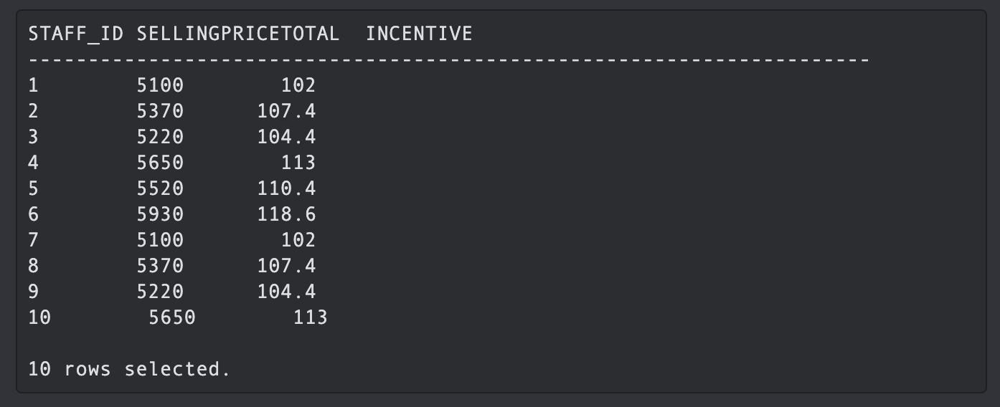 STAFF_ID SELLINGPRICETOTAL  INCENTIVE
----------------------------------------------------------------------
1        5100        102
2        5370      107.4
3        5220      104.4
4        5650        113
5        5520      110.4
6        5930      118.6
7        5100        102
8        5370      107.4
9        5220      104.4
10        5650        113
10 rows selected.